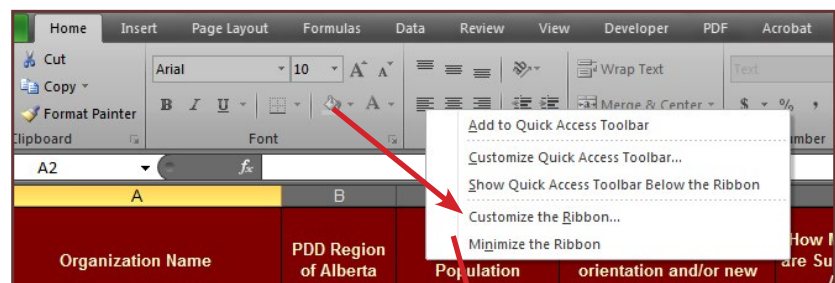 Home Insert Page Layout Formulas Data Review View Developer PDF Acrobat
Cut
Copy
Format Painter
Clipboard
Arial
10
A A
B I U
A
Font
Wrap Text
Merge & Center
Text
$ % ,
Number
Add to Quick Access Toolbar
Customize Quick Access Toolbar...
Show Quick Access Toolbar Below the Ribbon
Customize the Ribbon...
Minimize the Ribbon
A2
fx
A B
Organization Name
PDD Region
of Alberta
Population
orientation and/or new
How
are Su